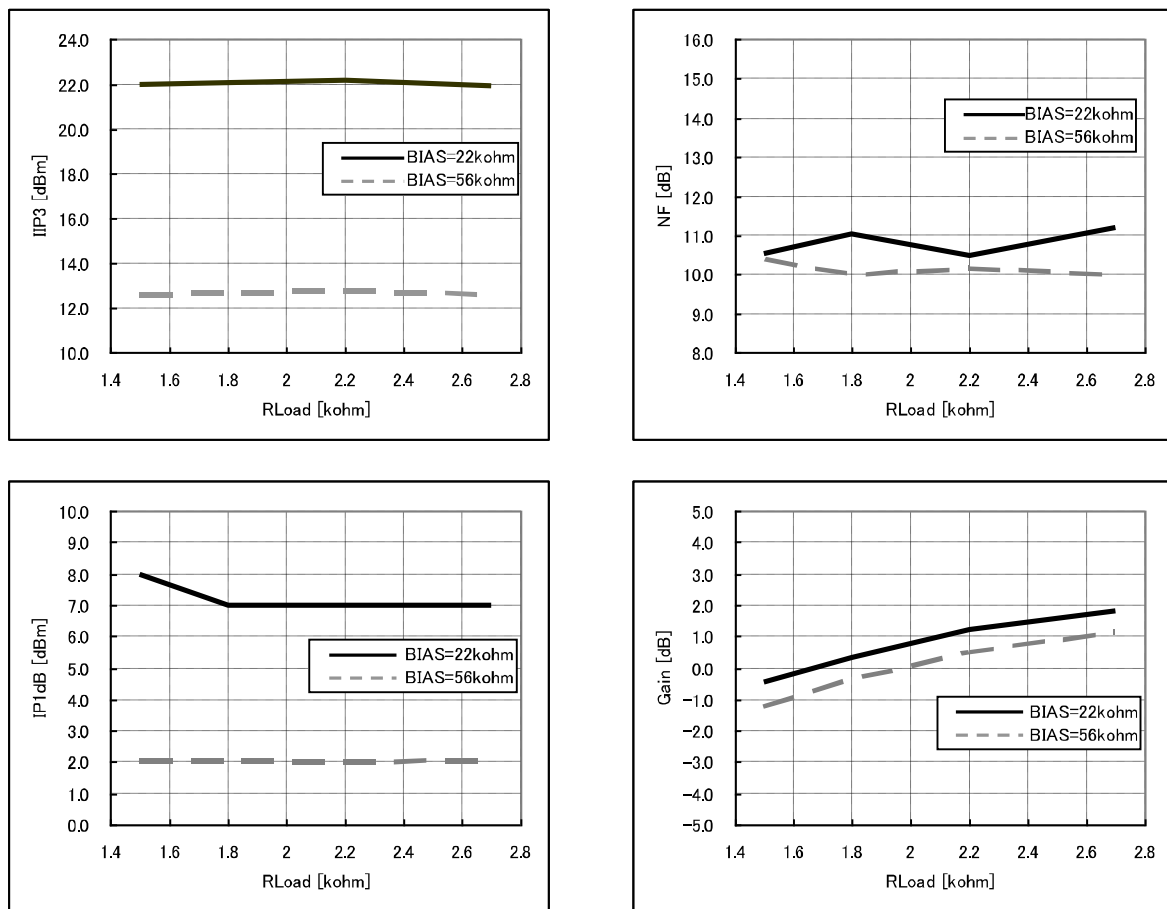 24.0
22.0
20.0
18.0
16.0
14.0
12.0
10.0
IIP3 [dBm]
BIAS=22kohm
BIAS=56kohm
1.4 1.6 1.8 2 2.2 2.4 2.6 2.8
RLoad [kohm]
16.0
15.0
14.0
13.0
12.0
11.0
10.0
9.0
8.0
NF [dB]
BIAS=22kohm
BIAS=56kohm
1.4 1.6 1.8 2 2.2 2.4 2.6 2.8
RLoad [kohm]
10.0
9.0
8.0
7.0
6.0
5.0
4.0
3.0
2.0
1.0
0.0
IP1dB [dBm]
BIAS=22kohm
BIAS=56kohm
1.4 1.6 1.8 2 2.2 2.4 2.6 2.8
RLoad [kohm]
5.0
4.0
3.0
2.0
1.0
0.0
-1.0
-2.0
-3.0
-4.0
-5.0
Gain [dB]
BIAS=22kohm
BIAS=56kohm
1.4 1.6 1.8 2 2.2 2.4 2.6 2.8
RLoad [kohm]